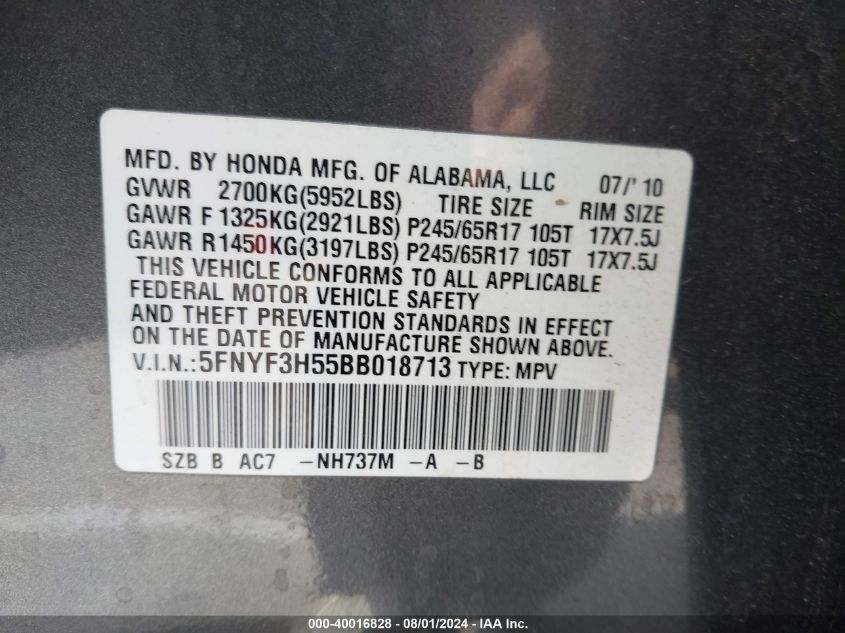 MFD. BY HONDA MFG. OF ALABAMA, LLC 07/'10
GVWR 2700KG(5952LBS) TIRE SIZE RIM SIZE
GAWR F 1325KG(2921LBS) P245/65R17 105T 17X7.5J
GAWR R1450KG(3197LBS) P245/65R17 105T 17X7.5J
THIS VEHICLE CONFORMS TO ALL APPLICABLE
FEDERAL MOTOR VEHICLE SAFETY
AND THEFT PREVENTION STANDARDS IN EFFECT
ON THE DATE OF MANUFACTURE SHOWN ABOVE.
V.I.N.:5FNYF3H55BB018713 TYPE: MPV
SZB B AC7 -NH737M -A -B
000-40016828 - 08/01/2024 - IAA Inc.